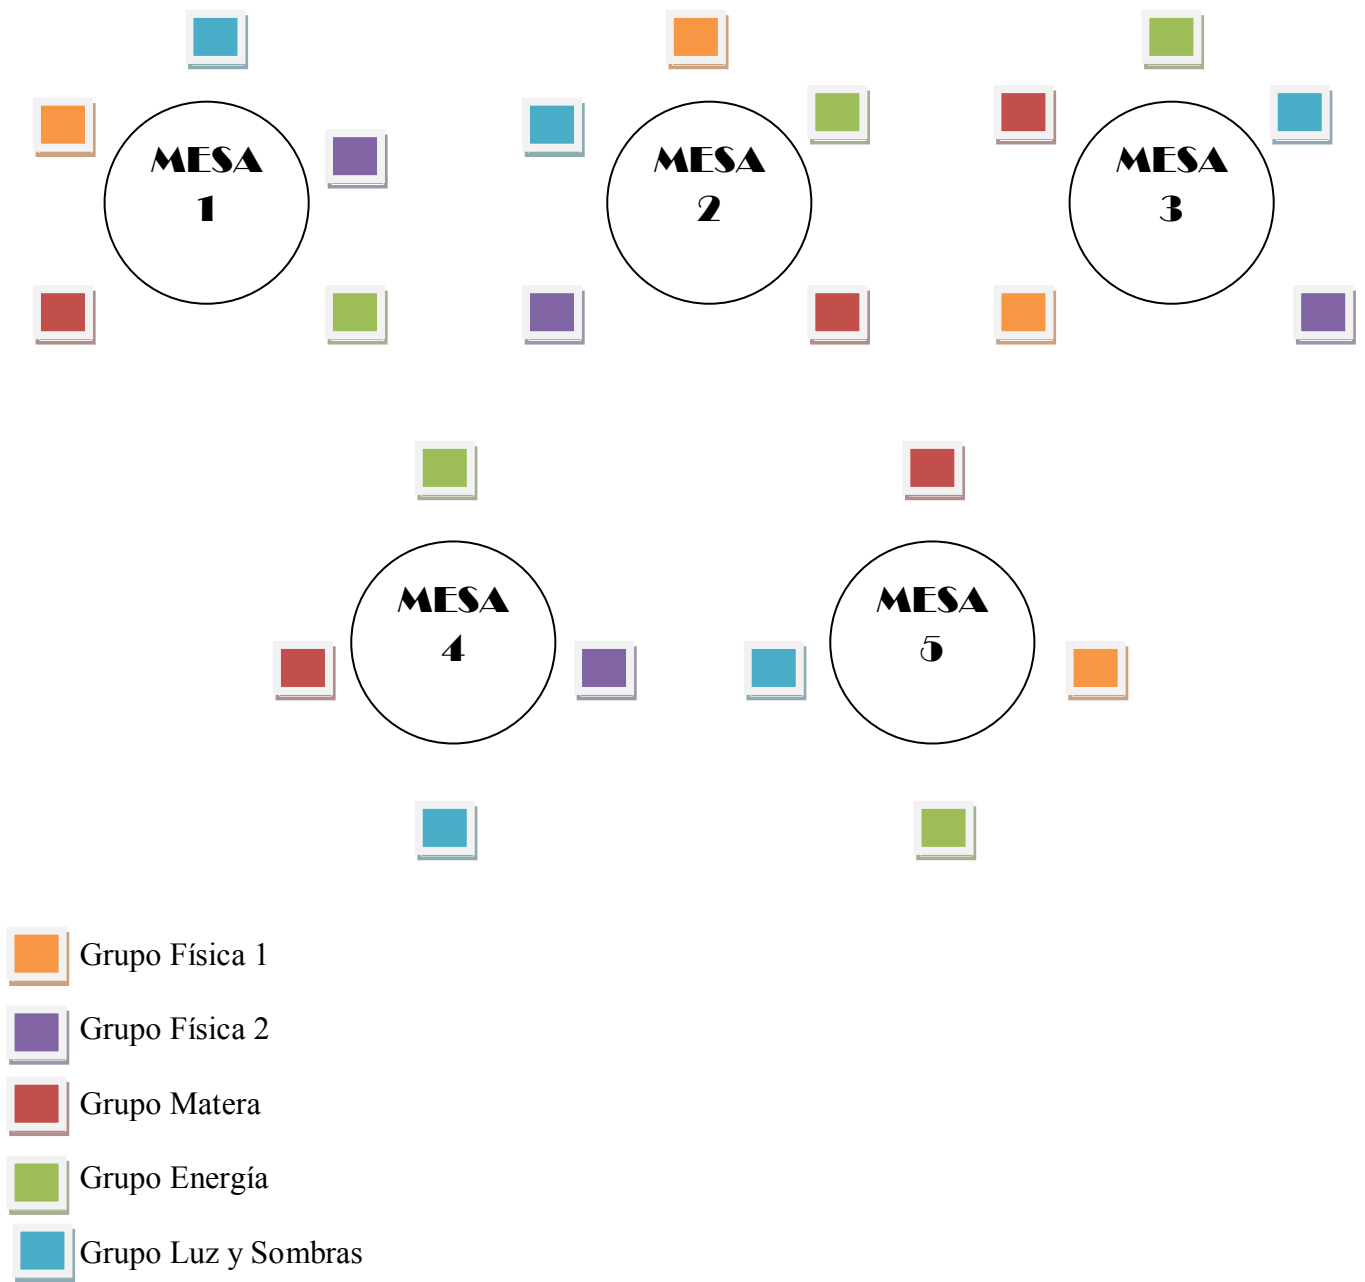 MESA
1
MESA
2
MESA
3
MESA
4
MESA
5
Grupo Física 1
Grupo Física 2
Grupo Matera
Grupo Energía
Grupo Luz y Sombras